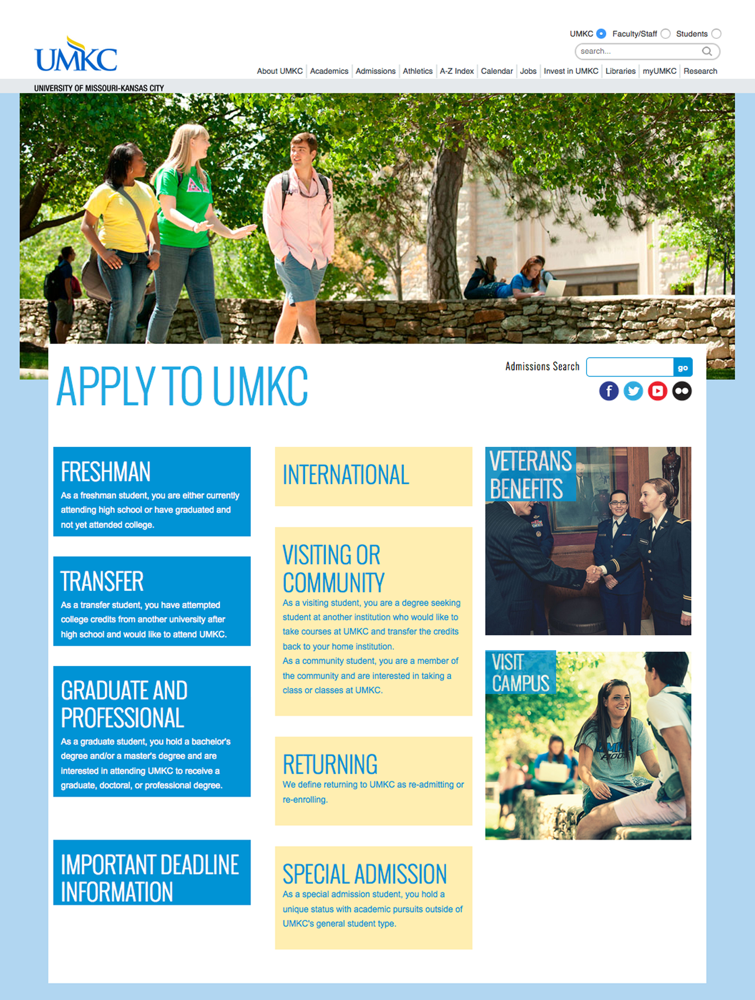 UMKC
Faculty/Staff
Students
UMKC
search...
About UMKC
Academics
Admissions
Athletics
A-Z Index
Calendar
Jobs
Invest in UMKC
Libraries
myUMKC
Research
UNIVERSITY OF MISSOURI-KANSAS CITY
APPLY TO UMKC
Admissions Search
go
FRESHMAN
As a freshman student, you are either currently
attending high school or have graduated and
not yet attended college.
TRANSFER
As a transfer student, you have attempted
college credits from another university after
high school and would like to attend UMKC.
GRADUATE AND
PROFESSIONAL
As a graduate student, you hold a bachelor's
degree and/or a master's degree and are
interested in attending UMKC to receive a
graduate, doctoral, or professional degree.
IMPORTANT DEADLINE
INFORMATION
INTERNATIONAL
VISITING OR
COMMUNITY
As a visiting student, you are a degree seeking
student at another institution who would like to
take courses at UMKC and transfer the credits
back to your home institution.
As a community student, you are a member of
the community and are interested in taking a
class or classes at UMKC.
RETURNING
We define returning to UMKC as re-admitting or
re-enrolling.
SPECIAL ADMISSION
As a special admission student, you hold a
unique status with academic pursuits outside of
UMKC's general student type.
VETERANS
BENEFITS
VISIT
CAMPUS